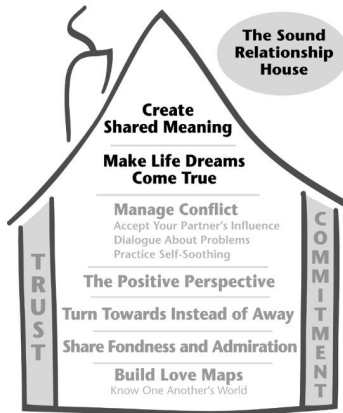 The Sound
Relationship
House
Create
Shared Meaning
Make Life Dreams
Come True
Manage Conflict
Accept Your Partner's Influence
Dialogue About Problems
Practice Self-Soothing
The Positive Perspective
Turn Towards Instead of Away
Share Fondness and Admiration
Build Love Maps
Know One Another's World
TRUST
COMMITMENT